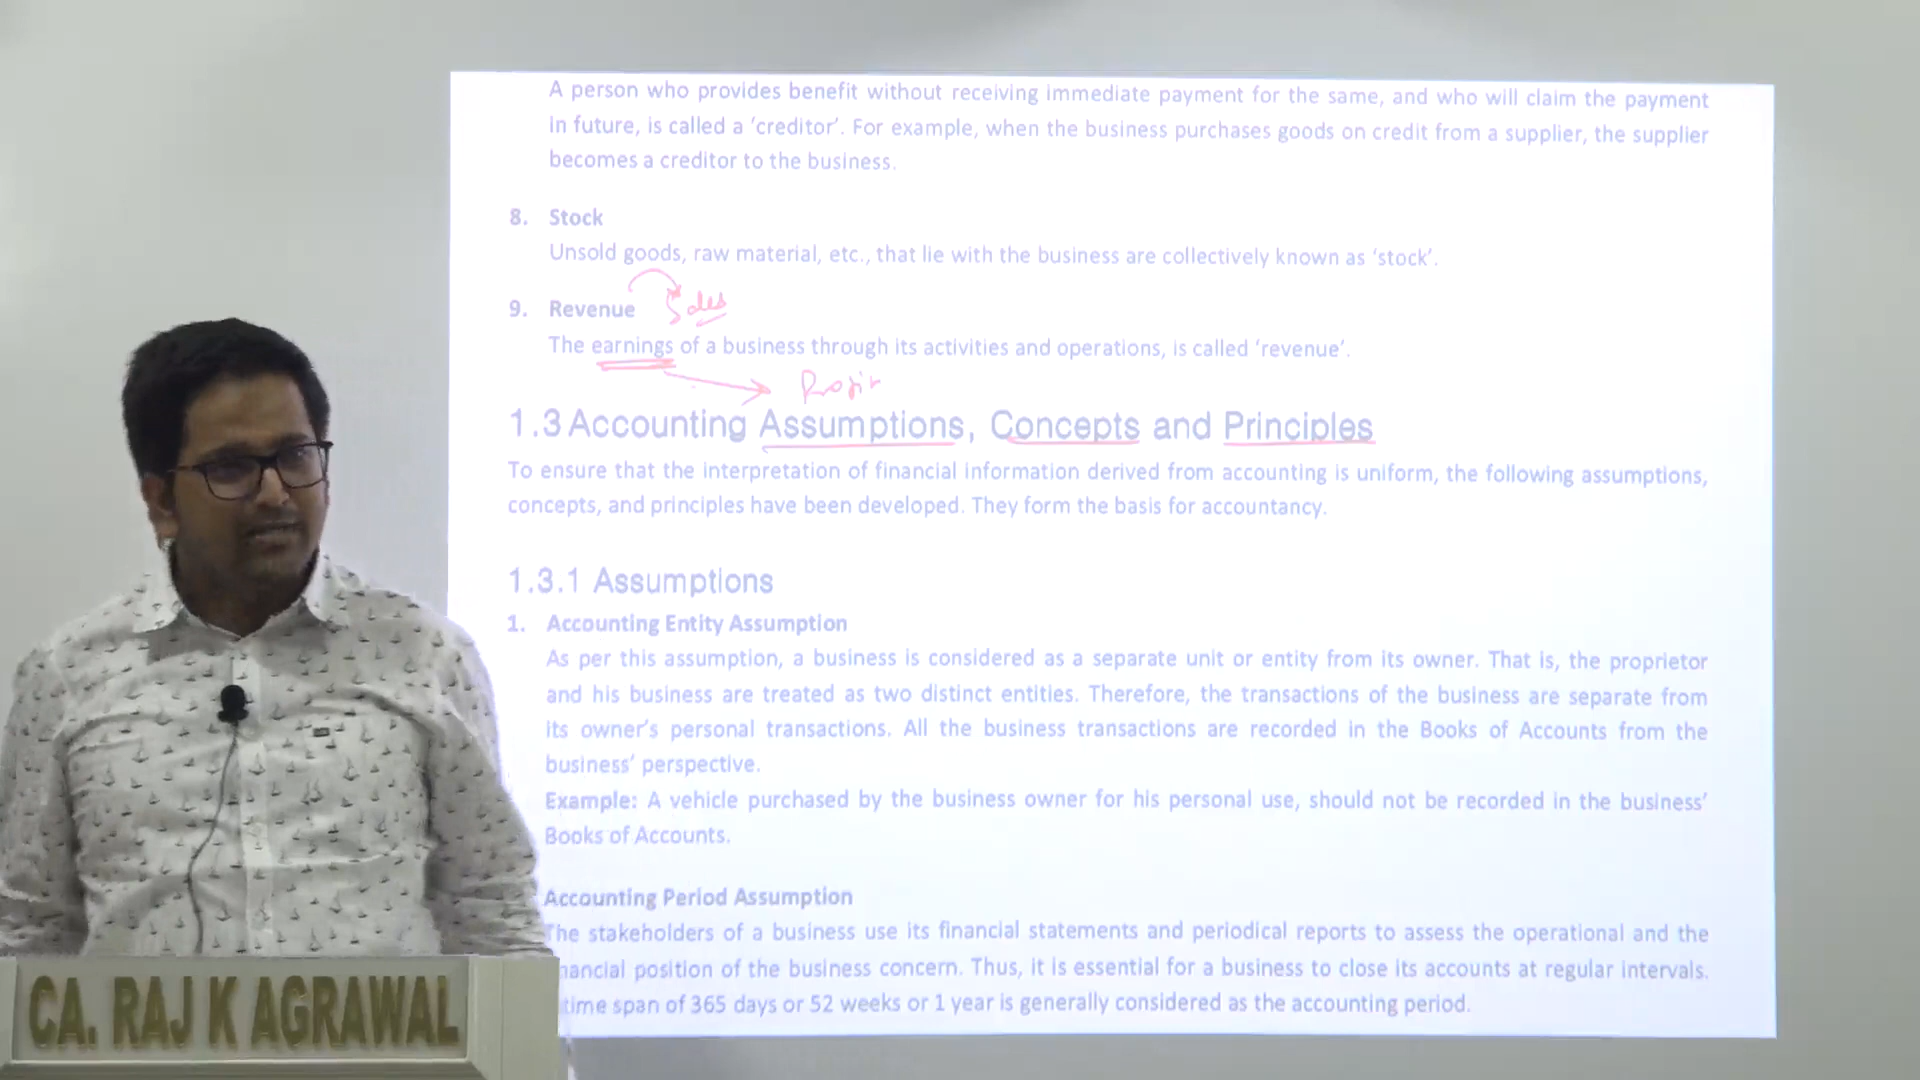 A person who provides benefit without receiving immediate payment for the same, and who will claim the payment
in future, is called a ‘creditor’. For example, when the business purchases goods on credit from a supplier, the supplier
becomes a creditor to the business.
8. Stock
Unsold goods, raw material, etc., that lie with the business are collectively known as ‘stock’.
9. Revenue Sales
The earnings of a business through its activities and operations, is called ‘revenue’.
Profit
1.3 Accounting Assumptions, Concepts and Principles
To ensure that the interpretation of financial information derived from accounting is uniform, the following assumptions,
concepts, and principles have been developed. They form the basis for accountancy.
1.3.1 Assumptions
1. Accounting Entity Assumption
As per this assumption, a business is considered as a separate unit or entity from its owner. That is, the proprietor
and his business are treated as two distinct entities. Therefore, the transactions of the business are separate from
its owner’s personal transactions. All the business transactions are recorded in the Books of Accounts from the
business’ perspective.
Example: A vehicle purchased by the business owner for his personal use, should not be recorded in the business’
Books of Accounts.
Accounting Period Assumption
The stakeholders of a business use its financial statements and periodical reports to assess the operational and the
nancial position of the business concern. Thus, it is essential for a business to close its accounts at regular intervals.
time span of 365 days or 52 weeks or 1 year is generally considered as the accounting period.
CA. RAJ K AGRAWAL